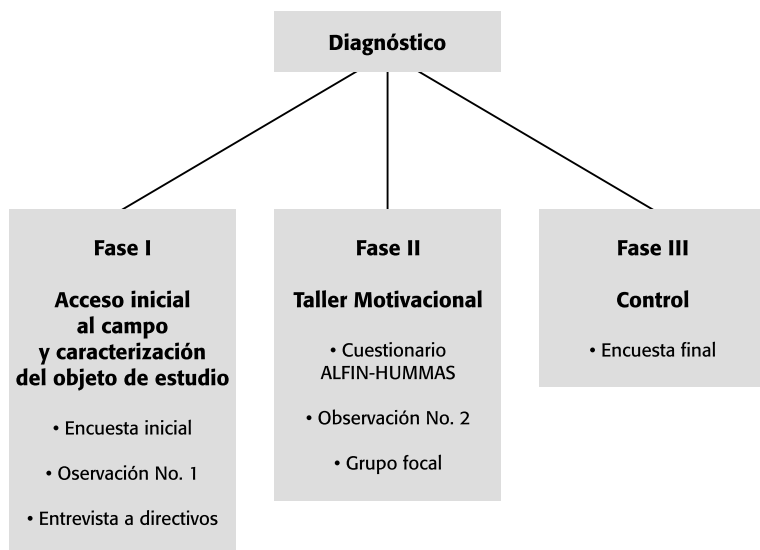 Diagnóstico
Fase I
Acceso inicial
al campo
y caracterización
del objeto de estudio
• Encuesta inicial
• Oservación No. 1
• Entrevista a directivos
Fase II
Taller Motivacional
• Cuestionario
ALFIN-HUMMAS
• Observación No. 2
• Grupo focal
Fase III
Control
• Encuesta final